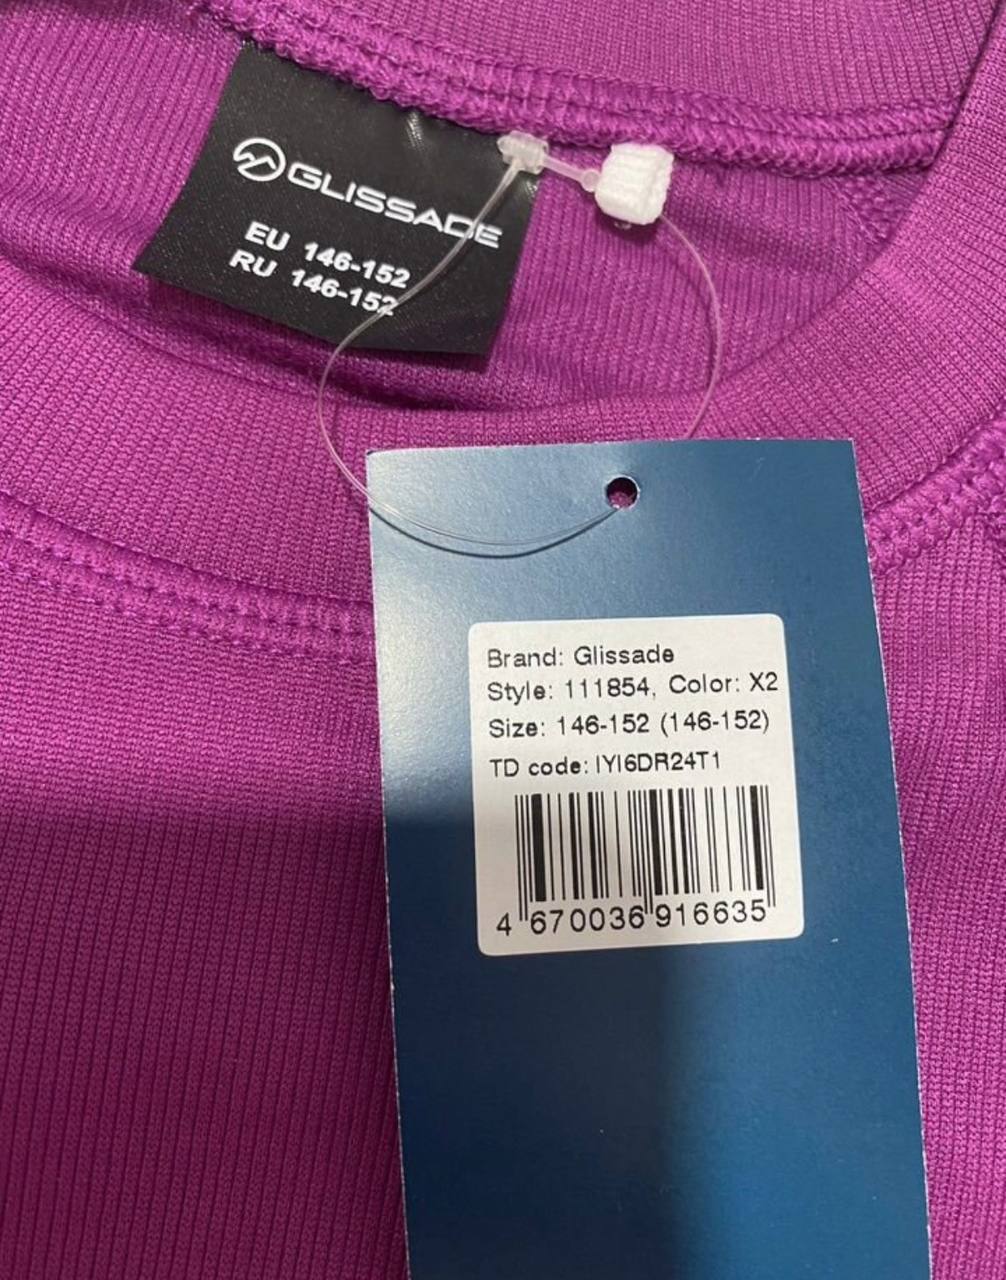 GLISSADE
EU 146-152
RU 146-152
Brand: Glissade
Style: 111854, Color: X2
Size: 146-152 (146-152)
TD code: IYI6DR24T1
4 670036 916635